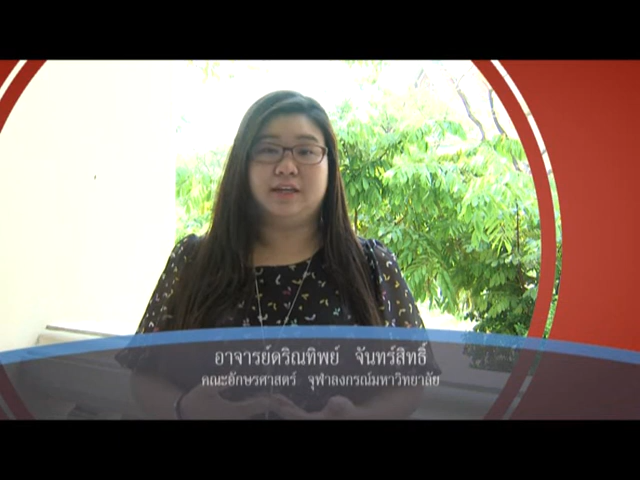 อาจารย์ดริณทิพย์ จันทร์สิทธิ์
คณะอักษรศาสตร์ จุฬาลงกรณ์มหาวิทยาลัย